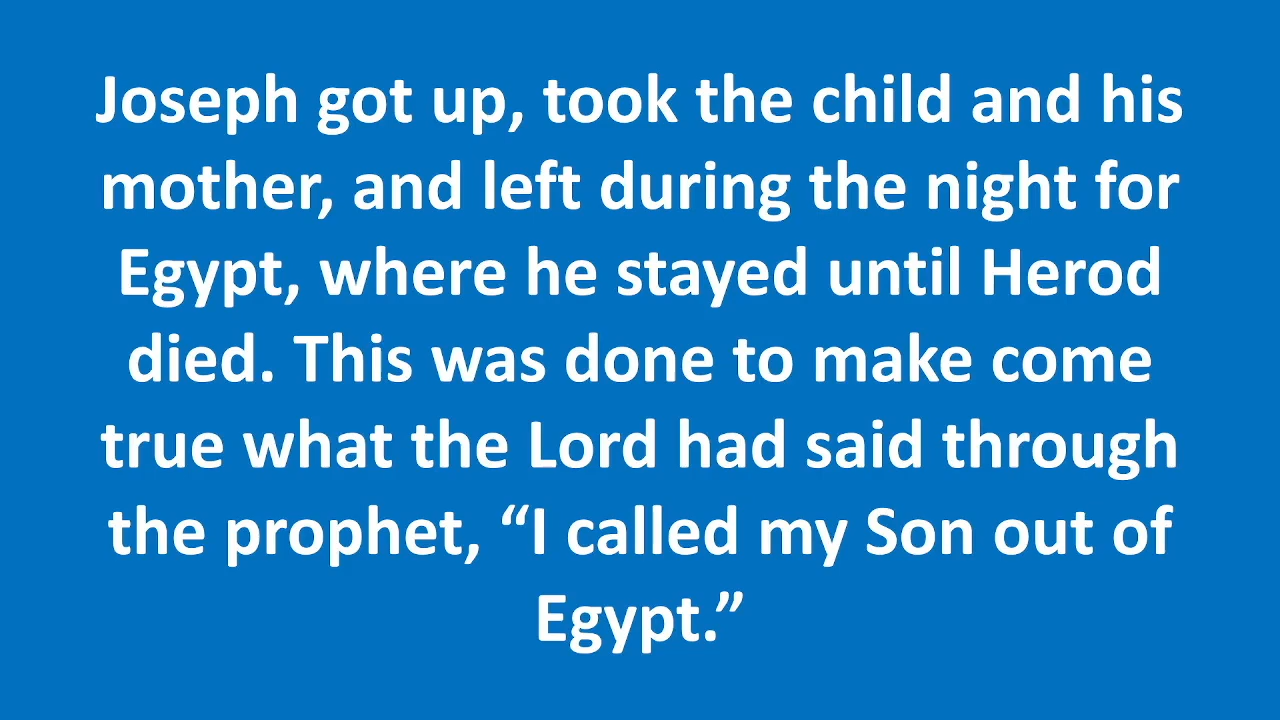 Joseph got up, took the child and his
mother, and left during the night for
Egypt, where he stayed until Herod
died. This was done to make come
true what the Lord had said through
the prophet, “I called my Son out of
Egypt.”